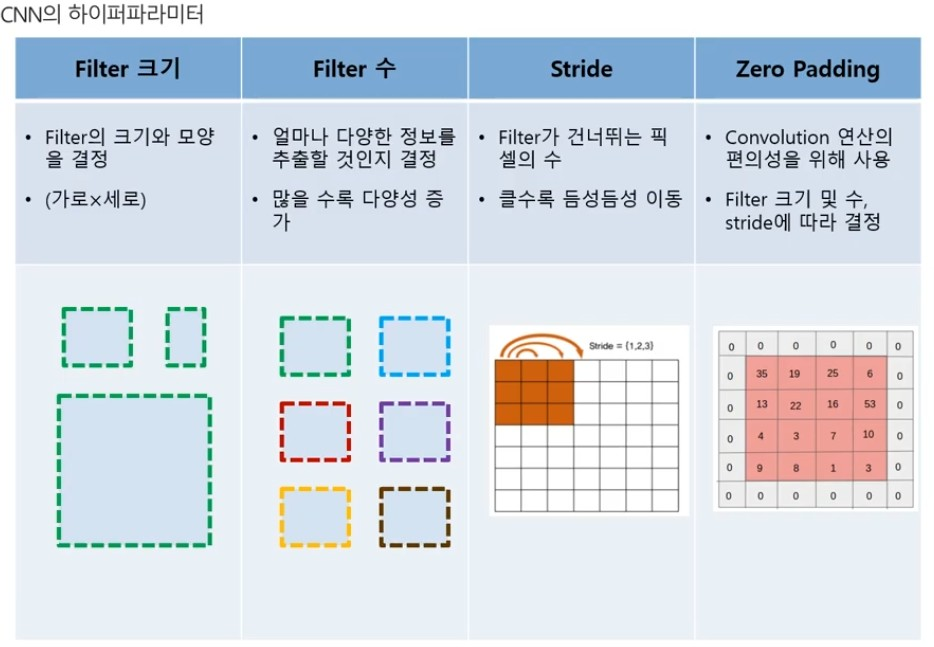 CNN의 하이퍼파라미터
Filter 크기
Filter 수
Stride
Zero Padding
• Filter의 크기와 모양
을 결정
• (가로×세로)
• 얼마나 다양한 정보를
추출할 것인지 결정
• 많을 수록 다양성 증
가
• Filter가 건너뛰는 픽
셀의 수
• 클수록 듬성듬성 이동
• Convolution 연산의
편의성을 위해 사용
• Filter 크기 및 수,
stride에 따라 결정
Stride = {1,2,3}
0 0 0 0 0 0
0 35 19 25 6 0
0 13 22 16 53 0
0 4 3 7 10 0
0 9 8 1 3 0
0 0 0 0 0 0